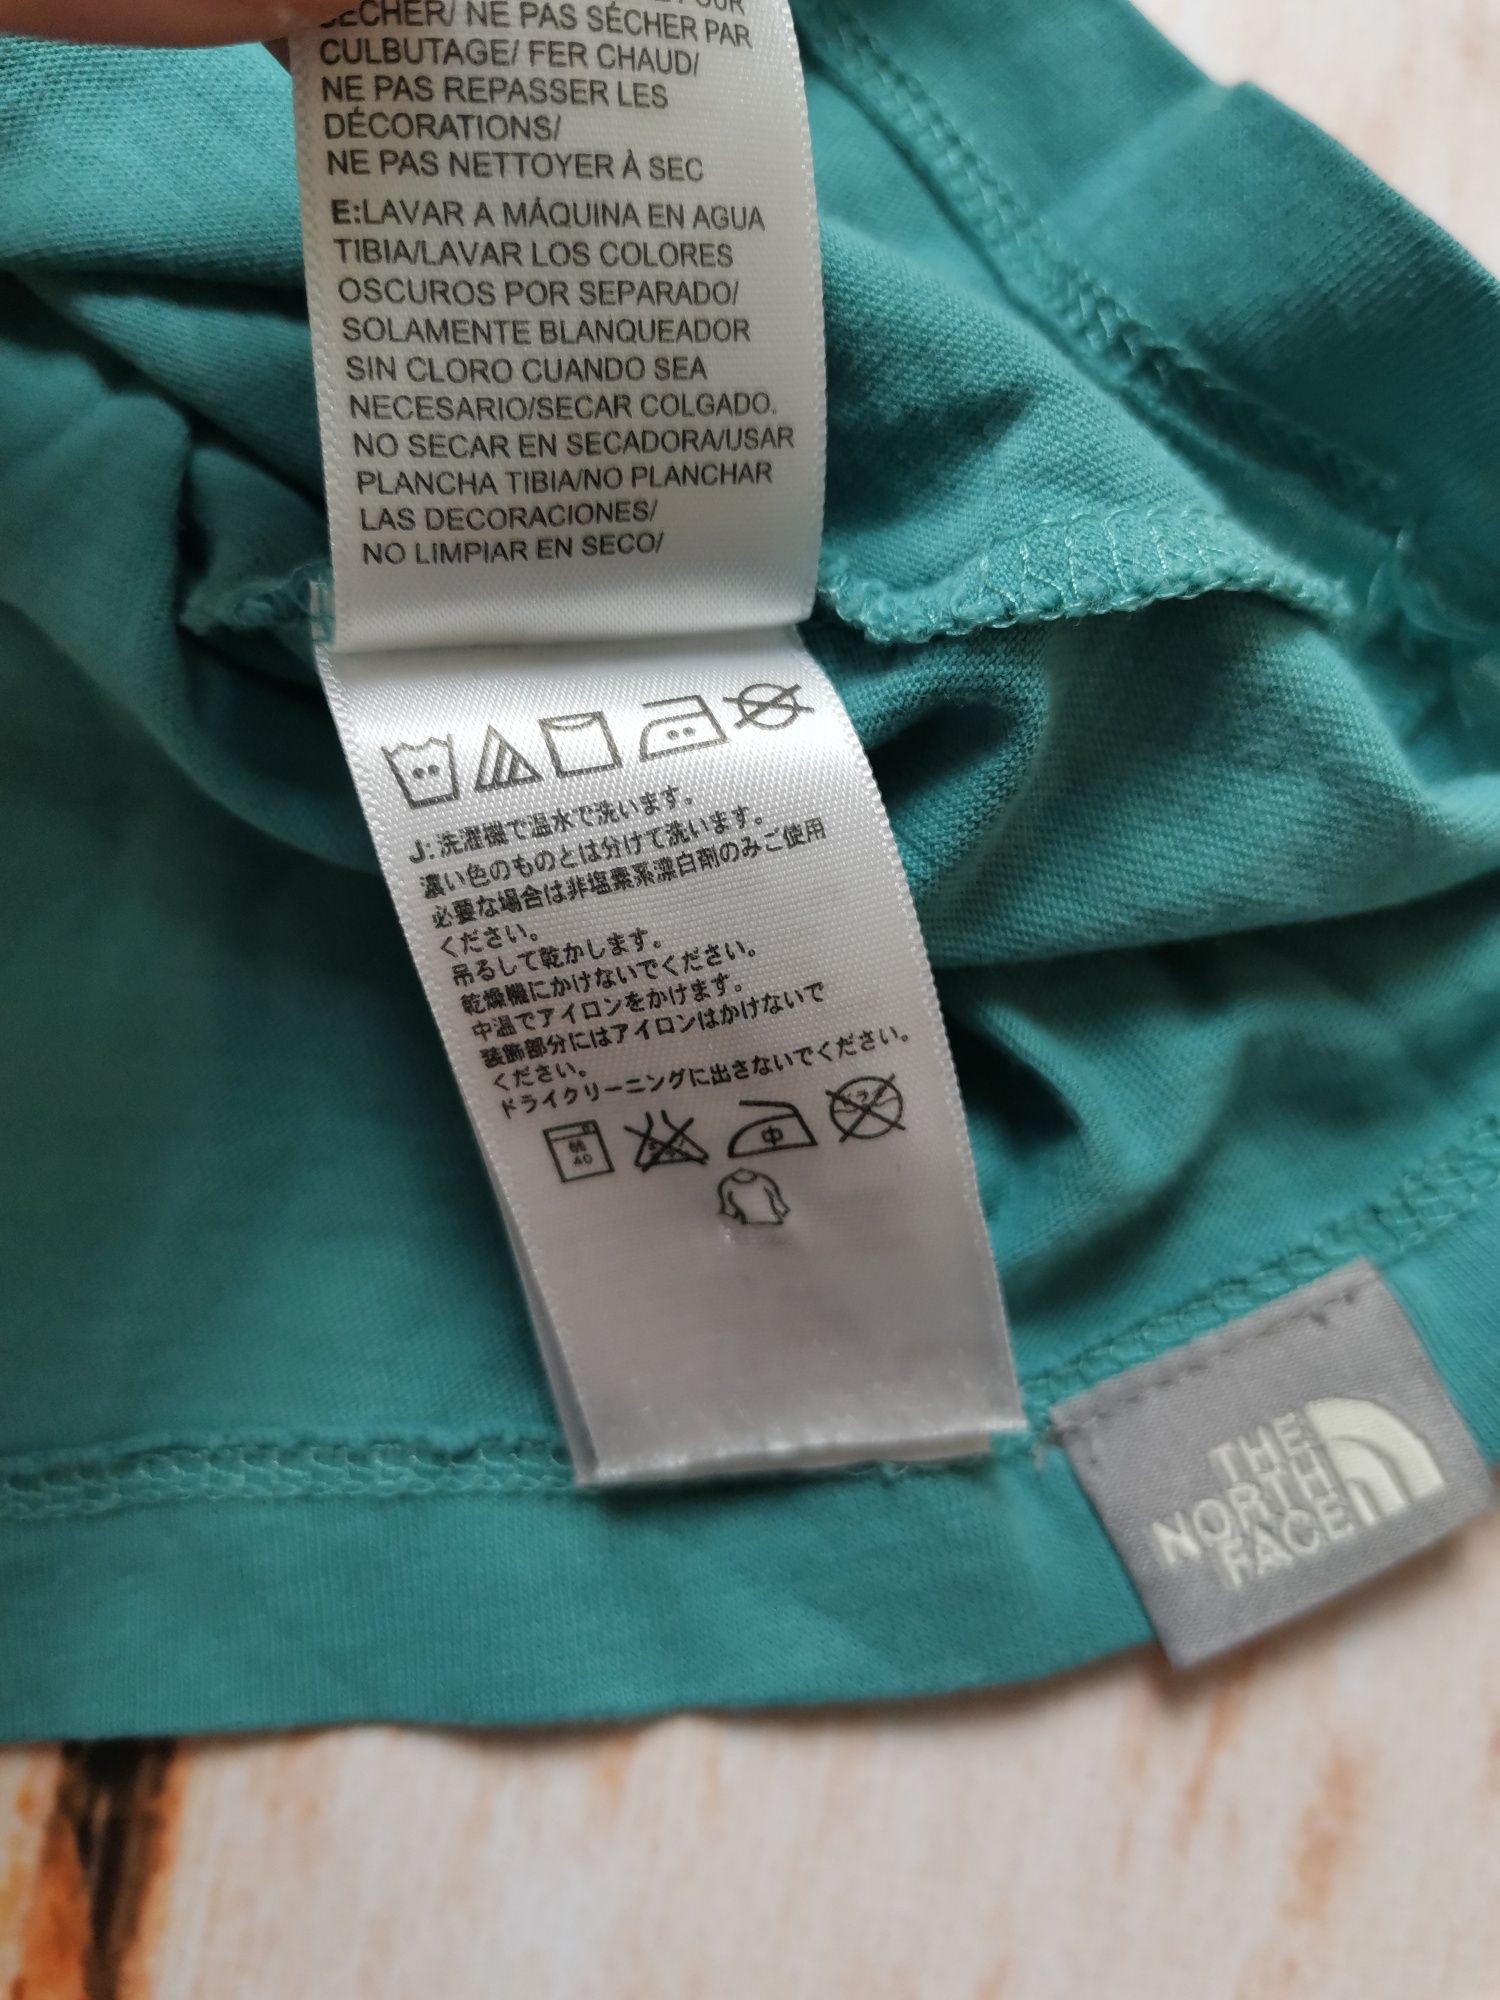 SÉCHER/ NE PAS SÉCHER PAR
CULBUTAGE/ FER CHAUD/
NE PAS REPASSER LES
DÉCORATIONS/
NE PAS NETTOYER À SEC
E:LAVAR A MÁQUINA EN AGUA
TIBIA/LAVAR LOS COLORES
OSCUROS POR SEPARADO/
SOLAMENTE BLANQUEADOR
SIN CLORO CUANDO SEA
NECESARIO/SECAR COLGADO.
NO SECAR EN SECADORA/USAR
PLANCHA TIBIA/NO PLANCHAR
LAS DECORACIONES/
NO LIMPIAR EN SECO/
J:洗濯機で温水で洗います。
濃い色のものとは分けて洗います。
必要な場合は非塩素系漂白剤のみご使用
ください。
吊るして乾かします。
乾燥機にかけないでください。
中温でアイロンをかけます。
装飾部分にはアイロンはかけないで
ください。
ドライクリーニングに出さないでください。
40
中
THE
NORTH
FACE